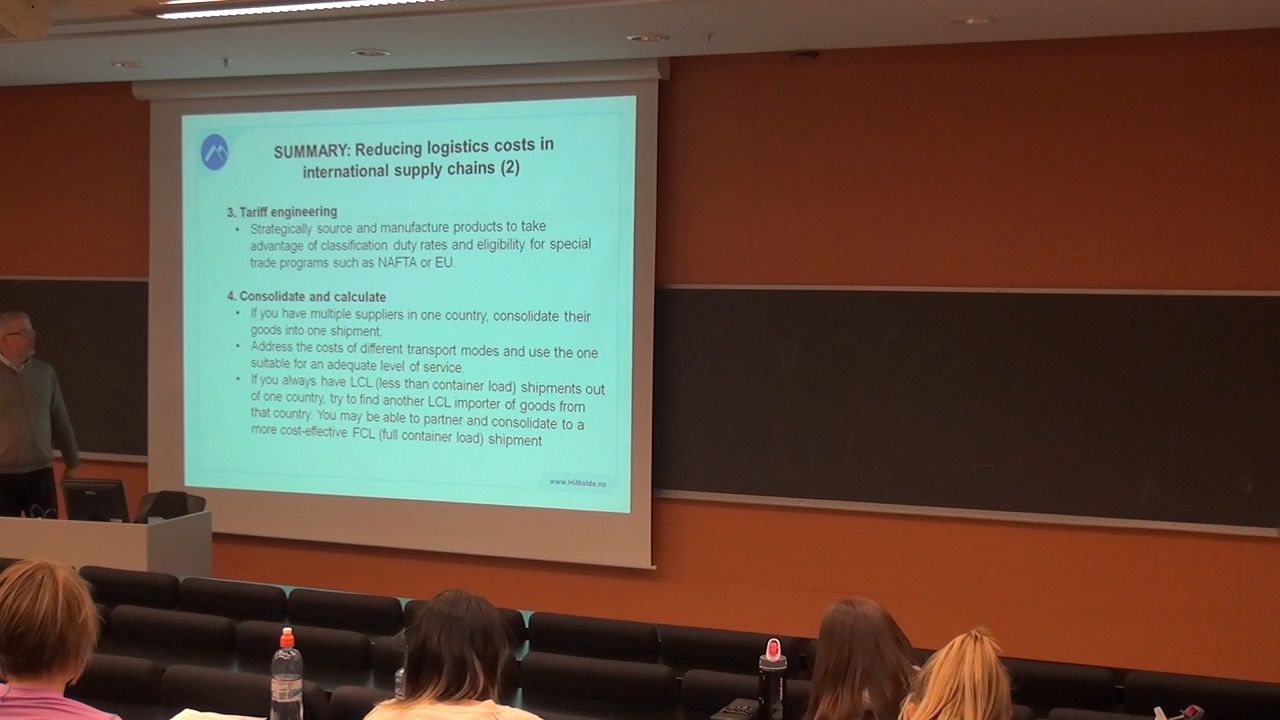 SUMMARY: Reducing logistics costs in
international supply chains (2)
3. Tariff engineering
• Strategically source and manufacture products to take
advantage of classification duty rates and eligibility for special
trade programs such as NAFTA or EU.
4. Consolidate and calculate
• If you have multiple suppliers in one country, consolidate their
goods into one shipment.
• Address the costs of different transport modes and use the one
suitable for an adequate level of service.
• If you always have LCL (less than container load) shipments out
of one country, try to find another LCL importer of goods from
that country. You may be able to partner and consolidate to a
more cost-effective FCL (full container load) shipment
www.HiMolde.no